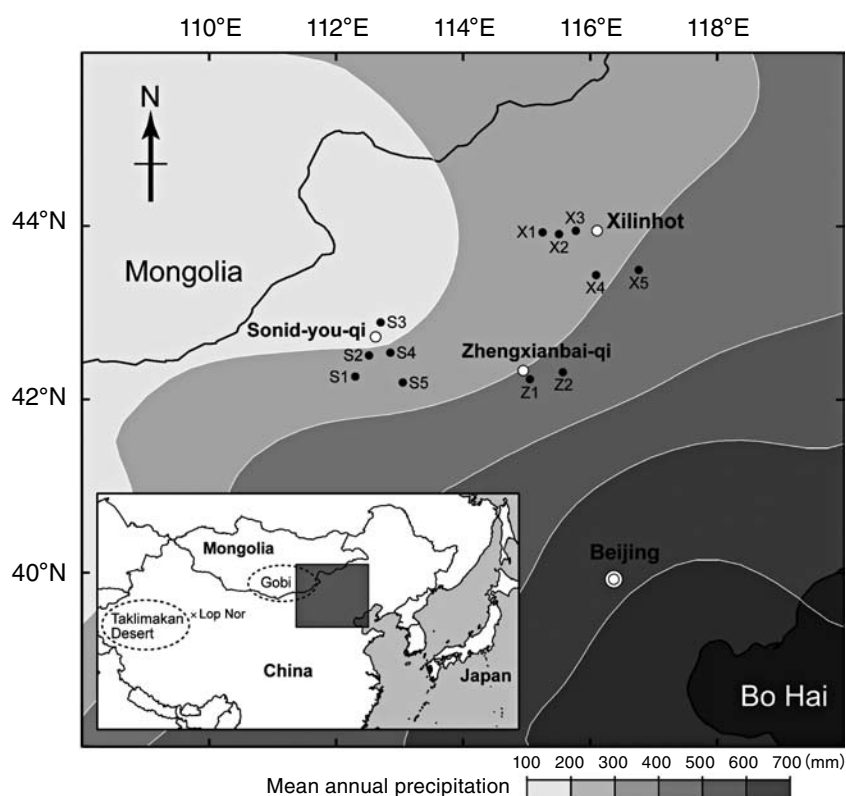 110°E 112°E 114°E 116°E 118°E
N
44°N
X3 Xilinhot
X1
X2
Mongolia
X4 X5
S3
Sonid-you-qi
S2 S4
Zhengxianbai-qi
S1 S5
Z1 Z2
42°N
Mongolia
Gobi
Beijing
40°N
Taklimakan
Desert
×Lop Nor
China
Japan
Bo Hai
100 200 300 400 500 600 700 (mm)
Mean annual precipitation